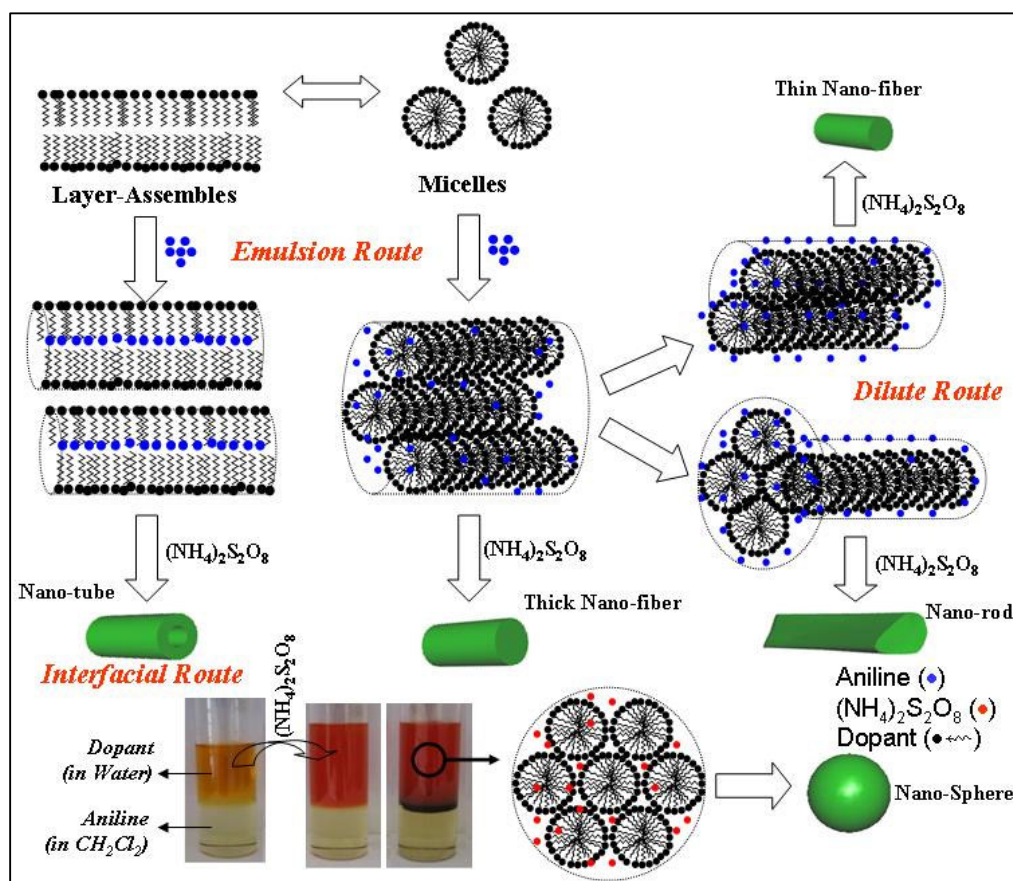 Thin Nano-fiber
Layer-Assembles
Micelles
(NH₄)₂S₂O₈
Emulsion Route
Dilute Route
(NH₄)₂S₂O₈
(NH₄)₂S₂O₈
(NH₄)₂S₂O₈
Nano-tube
Thick Nano-fiber
Nano-rod
Interfacial Route
(NH₄)₂S₂O₈
Aniline (•)
(NH₄)₂S₂O₈ (•)
Dopant (•)
Dopant
(in Water)
Nano-Sphere
Aniline
(in CH₂Cl₂)